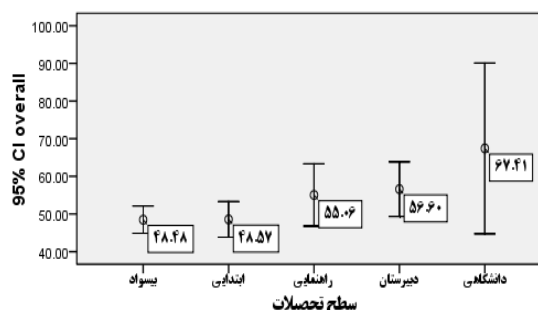 95% CI overall
100.00
90.00
80.00
70.00
60.00
50.00
40.00
۴۸.۴۸
۴۸.۵۷
۵۵.۰۶
۵۶.۶۰
۶۷.۴۱
بیسواد
ابتدایی
راهنمایی
دبیرستان
دانشگاهی
سطح تحصیلات